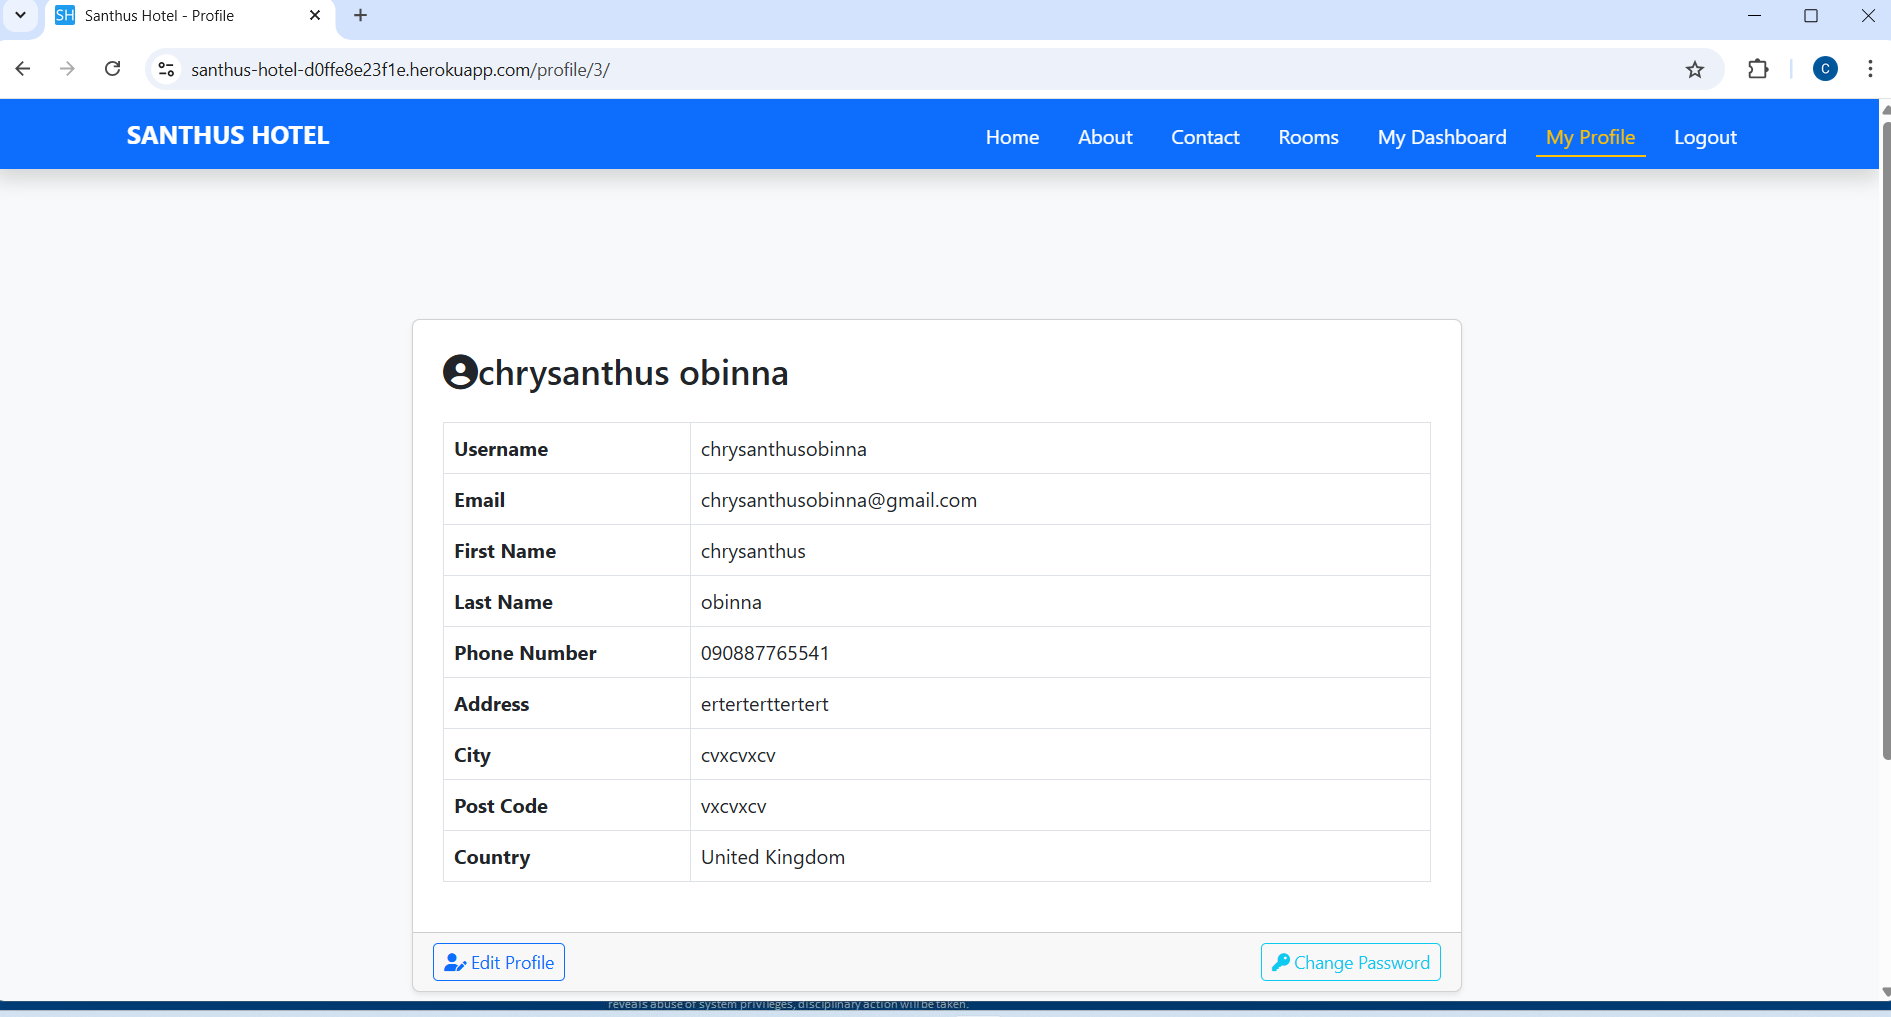 SH Santhus Hotel - Profile
santhus-hotel-d0ffe8e23f1e.herokuapp.com/profile/3/
C
SANTHUS HOTEL Home About Contact Rooms My Dashboard My Profile Logout
chrysanthus obinna
Username chrysanthusobinna
Email chrysanthusobinna@gmail.com
First Name chrysanthus
Last Name obinna
Phone Number 090887765541
Address erterterttertert
City cvxcvxcv
Post Code vxcvxcv
Country United Kingdom
Edit Profile Change Password
reveals abuse of system privileges, disciplinary action will be taken.